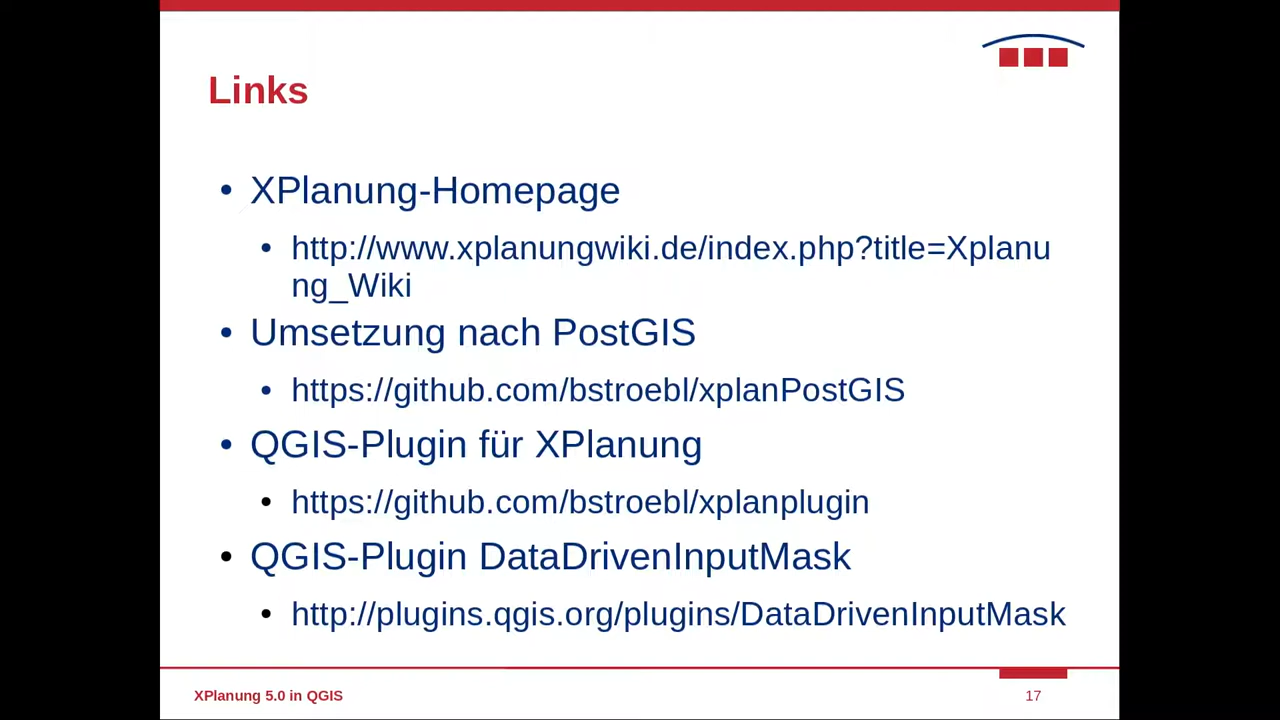 Links
• XPlanung-Homepage
• http://www.xplanungwiki.de/index.php?title=Xplanu
ng_Wiki
• Umsetzung nach PostGIS
• https://github.com/bstroebl/xplanPostGIS
• QGIS-Plugin für XPlanung
• https://github.com/bstroebl/xplanplugin
• QGIS-Plugin DataDrivenInputMask
• http://plugins.qgis.org/plugins/DataDrivenInputMask
XPlanung 5.0 in QGIS
17